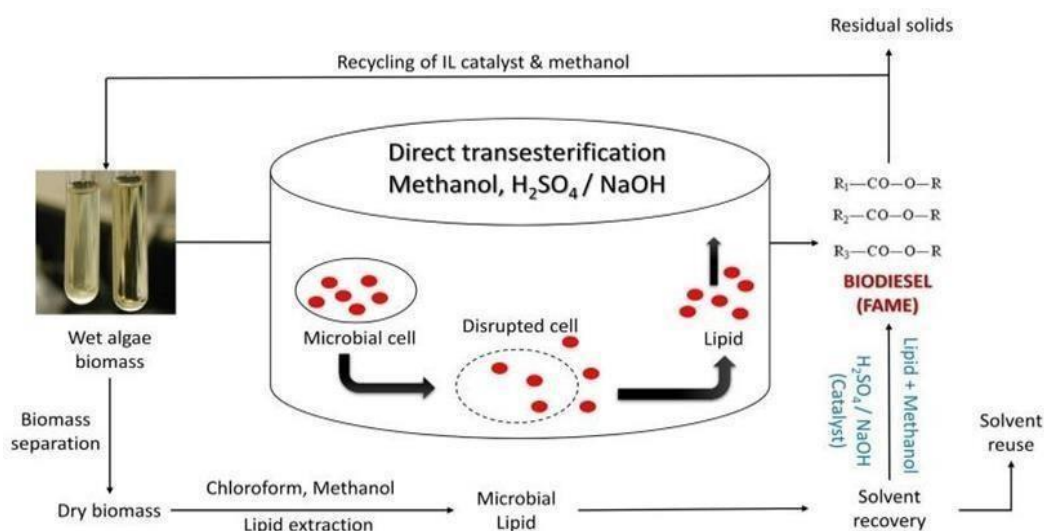 Residual solids
Recycling of IL catalyst & methanol
Direct transesterification
Methanol, H₂SO₄ / NaOH
R₁—CO—O—R
R₂—CO—O—R
R₃—CO—O—R
BIODIESEL
(FAME)
Microbial cell
Disrupted cell
Lipid
Wet algae
biomass
Lipid + Methanol
H₂SO₄ / NaOH
(Catalyst)
Biomass
separation
Solvent
reuse
Chloroform, Methanol
Dry biomass
Lipid extraction
Microbial
Lipid
Solvent
recovery